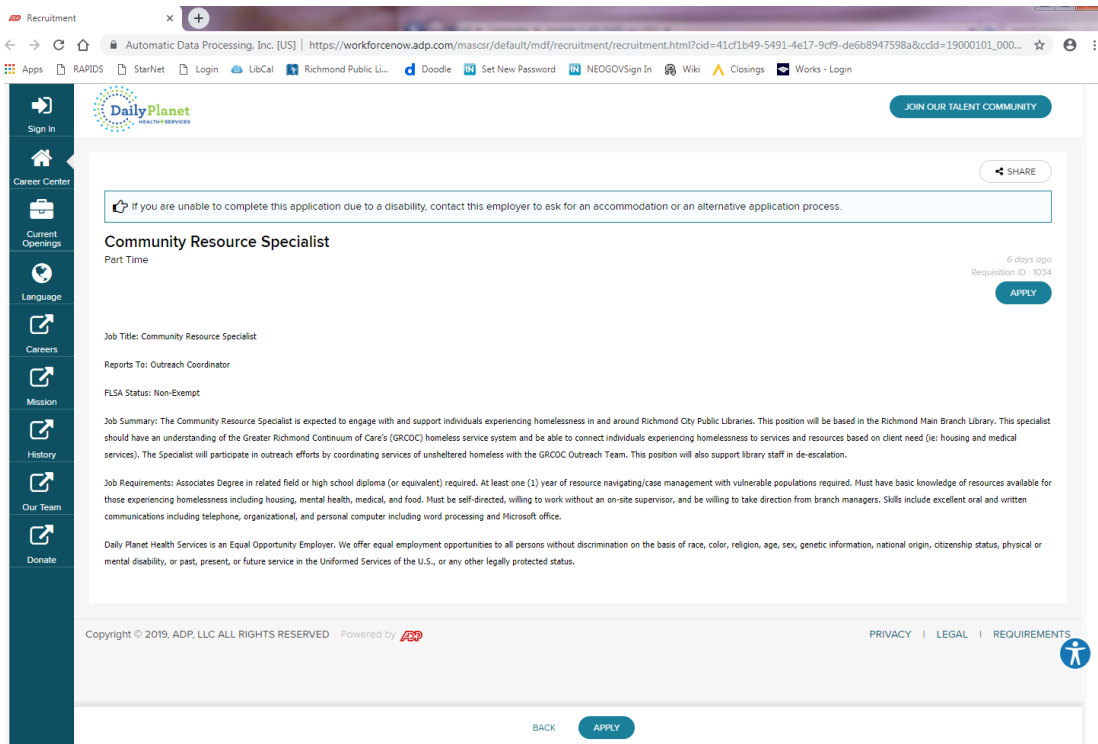 ADP Recruitment × +
Automatic Data Processing, Inc. [US] | https://workforcenow.adp.com/mascsr/default/mdf/recruitment/recruitment.html?cid=41cf1b49-5491-4e17-9cf9-de6b8947598a&ccId=19000101_000...
Apps RAPIDS StarNet Login LibCal Richmond Public Li... Doodle Set New Password NEOGOVSign In Wiki Closings Works - Login
Sign In
Career Center
Current
Openings
Language
Careers
Mission
History
Our Team
Donate
Daily Planet
HEALTH SERVICES
JOIN OUR TALENT COMMUNITY
SHARE
If you are unable to complete this application due to a disability, contact this employer to ask for an accommodation or an alternative application process.
Community Resource Specialist
Part Time
6 days ago
Requisition ID : 1034
APPLY
Job Title: Community Resource Specialist
Reports To: Outreach Coordinator
FLSA Status: Non-Exempt
Job Summary: The Community Resource Specialist is expected to engage with and support individuals experiencing homelessness in and around Richmond City Public Libraries. This position will be based in the Richmond Main Branch Library. This specialist
should have an understanding of the Greater Richmond Continuum of Care's (GRCOC) homeless service system and be able to connect individuals experiencing homelessness to services and resources based on client need (ie: housing and medical
services). The Specialist will participate in outreach efforts by coordinating services of unsheltered homeless with the GRCOC Outreach Team. This position will also support library staff in de-escalation.
Job Requirements: Associates Degree in related field or high school diploma (or equivalent) required. At least one (1) year of resource navigating/case management with vulnerable populations required. Must have basic knowledge of resources available for
those experiencing homelessness including housing, mental health, medical, and food. Must be self-directed, willing to work without an on-site supervisor, and be willing to take direction from branch managers. Skills include excellent oral and written
communications including telephone, organizational, and personal computer including word processing and Microsoft office.
Daily Planet Health Services is an Equal Opportunity Employer. We offer equal employment opportunities to all persons without discrimination on the basis of race, color, religion, age, sex, genetic information, national origin, citizenship status, physical or
mental disability, or past, present, or future service in the Uniformed Services of the U.S., or any other legally protected status.
Copyright © 2019, ADP, LLC ALL RIGHTS RESERVED Powered by ADP
PRIVACY | LEGAL | REQUIREMENTS
BACK APPLY